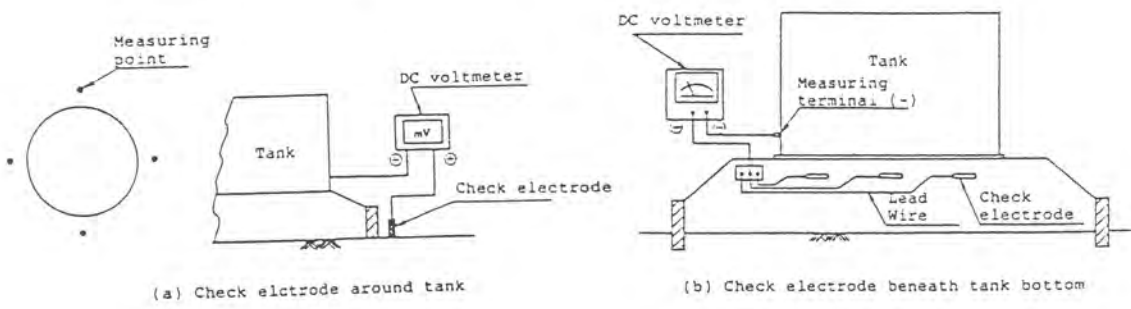 Measuring
point
DC voltmeter
mV
Tank
Check electrode
(a) Check elctrode around tank
DC voltmeter
Tank
Measuring
terminal (-)
Lead
Wire
Check
electrode
(b) Check electrode beneath tank bottom